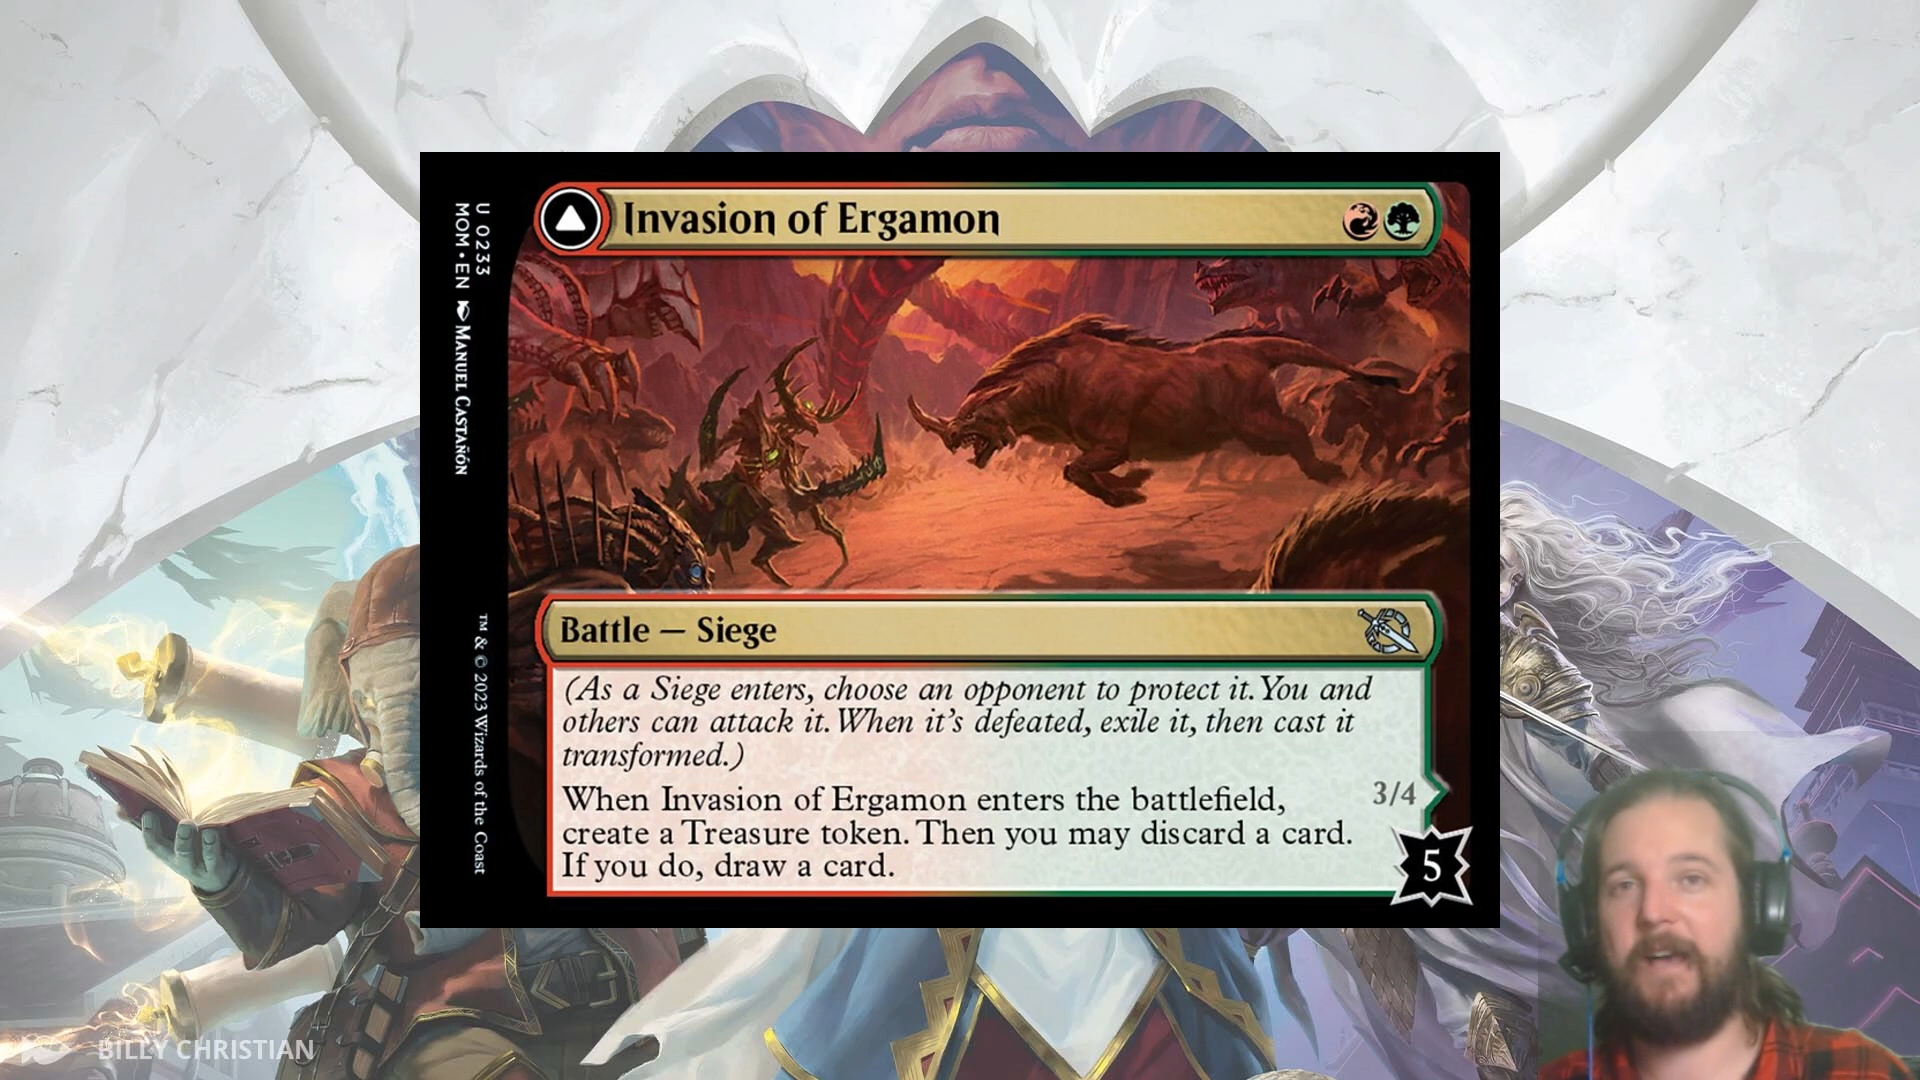 Invasion of Ergamon
U 0233
MOM • EN MANUEL CASTAÑÓN
™ & © 2023 Wizards of the Coast
Battle — Siege
(As a Siege enters, choose an opponent to protect it. You and
others can attack it. When it's defeated, exile it, then cast it
transformed.)
When Invasion of Ergamon enters the battlefield,
create a Treasure token. Then you may discard a card.
If you do, draw a card.
3/4
5
BILLY CHRISTIAN